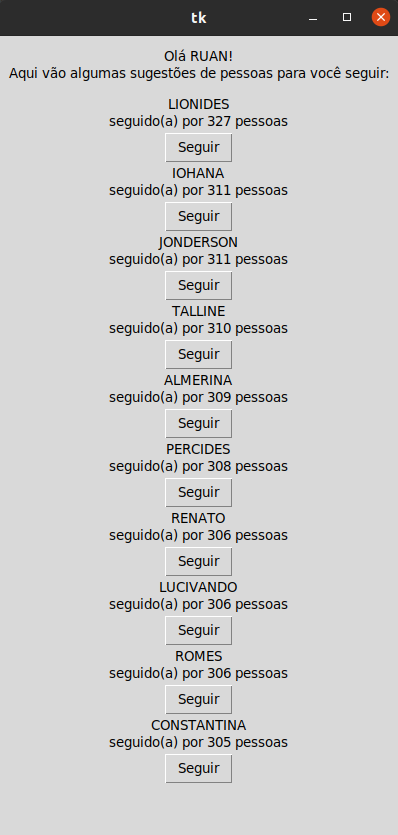 tk
Olá RUAN!
Aqui vão algumas sugestões de pessoas para você seguir:
LIONIDES
seguido(a) por 327 pessoas
Seguir
IOHANA
seguido(a) por 311 pessoas
Seguir
JONDERSON
seguido(a) por 311 pessoas
Seguir
TALLINE
seguido(a) por 310 pessoas
Seguir
ALMERINA
seguido(a) por 309 pessoas
Seguir
PERCIDES
seguido(a) por 308 pessoas
Seguir
RENATO
seguido(a) por 306 pessoas
Seguir
LUCIVANDO
seguido(a) por 306 pessoas
Seguir
ROMES
seguido(a) por 306 pessoas
Seguir
CONSTANTINA
seguido(a) por 305 pessoas
Seguir